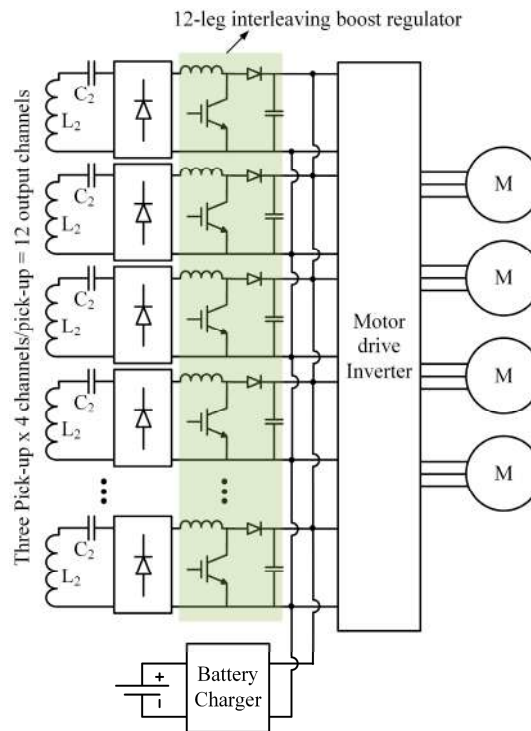 12-leg interleaving boost regulator
Three Pick-up x 4 channels/pick-up = 12 output channels
C2
L2
C2
L2
C2
L2
C2
L2
C2
L2
Motor
drive
Inverter
M
M
M
M
+
-
Battery
Charger